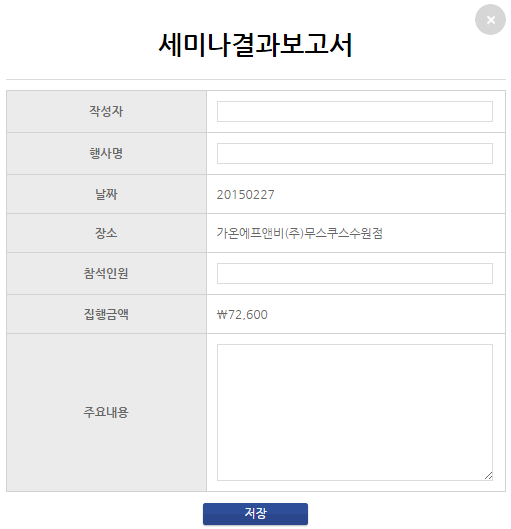 세미나결과보고서
작성자
행사명
날짜 20150227
장소 가온에프앤비(주)무스쿠스수원점
참석인원
집행금액 ₩72,600
주요내용
저장